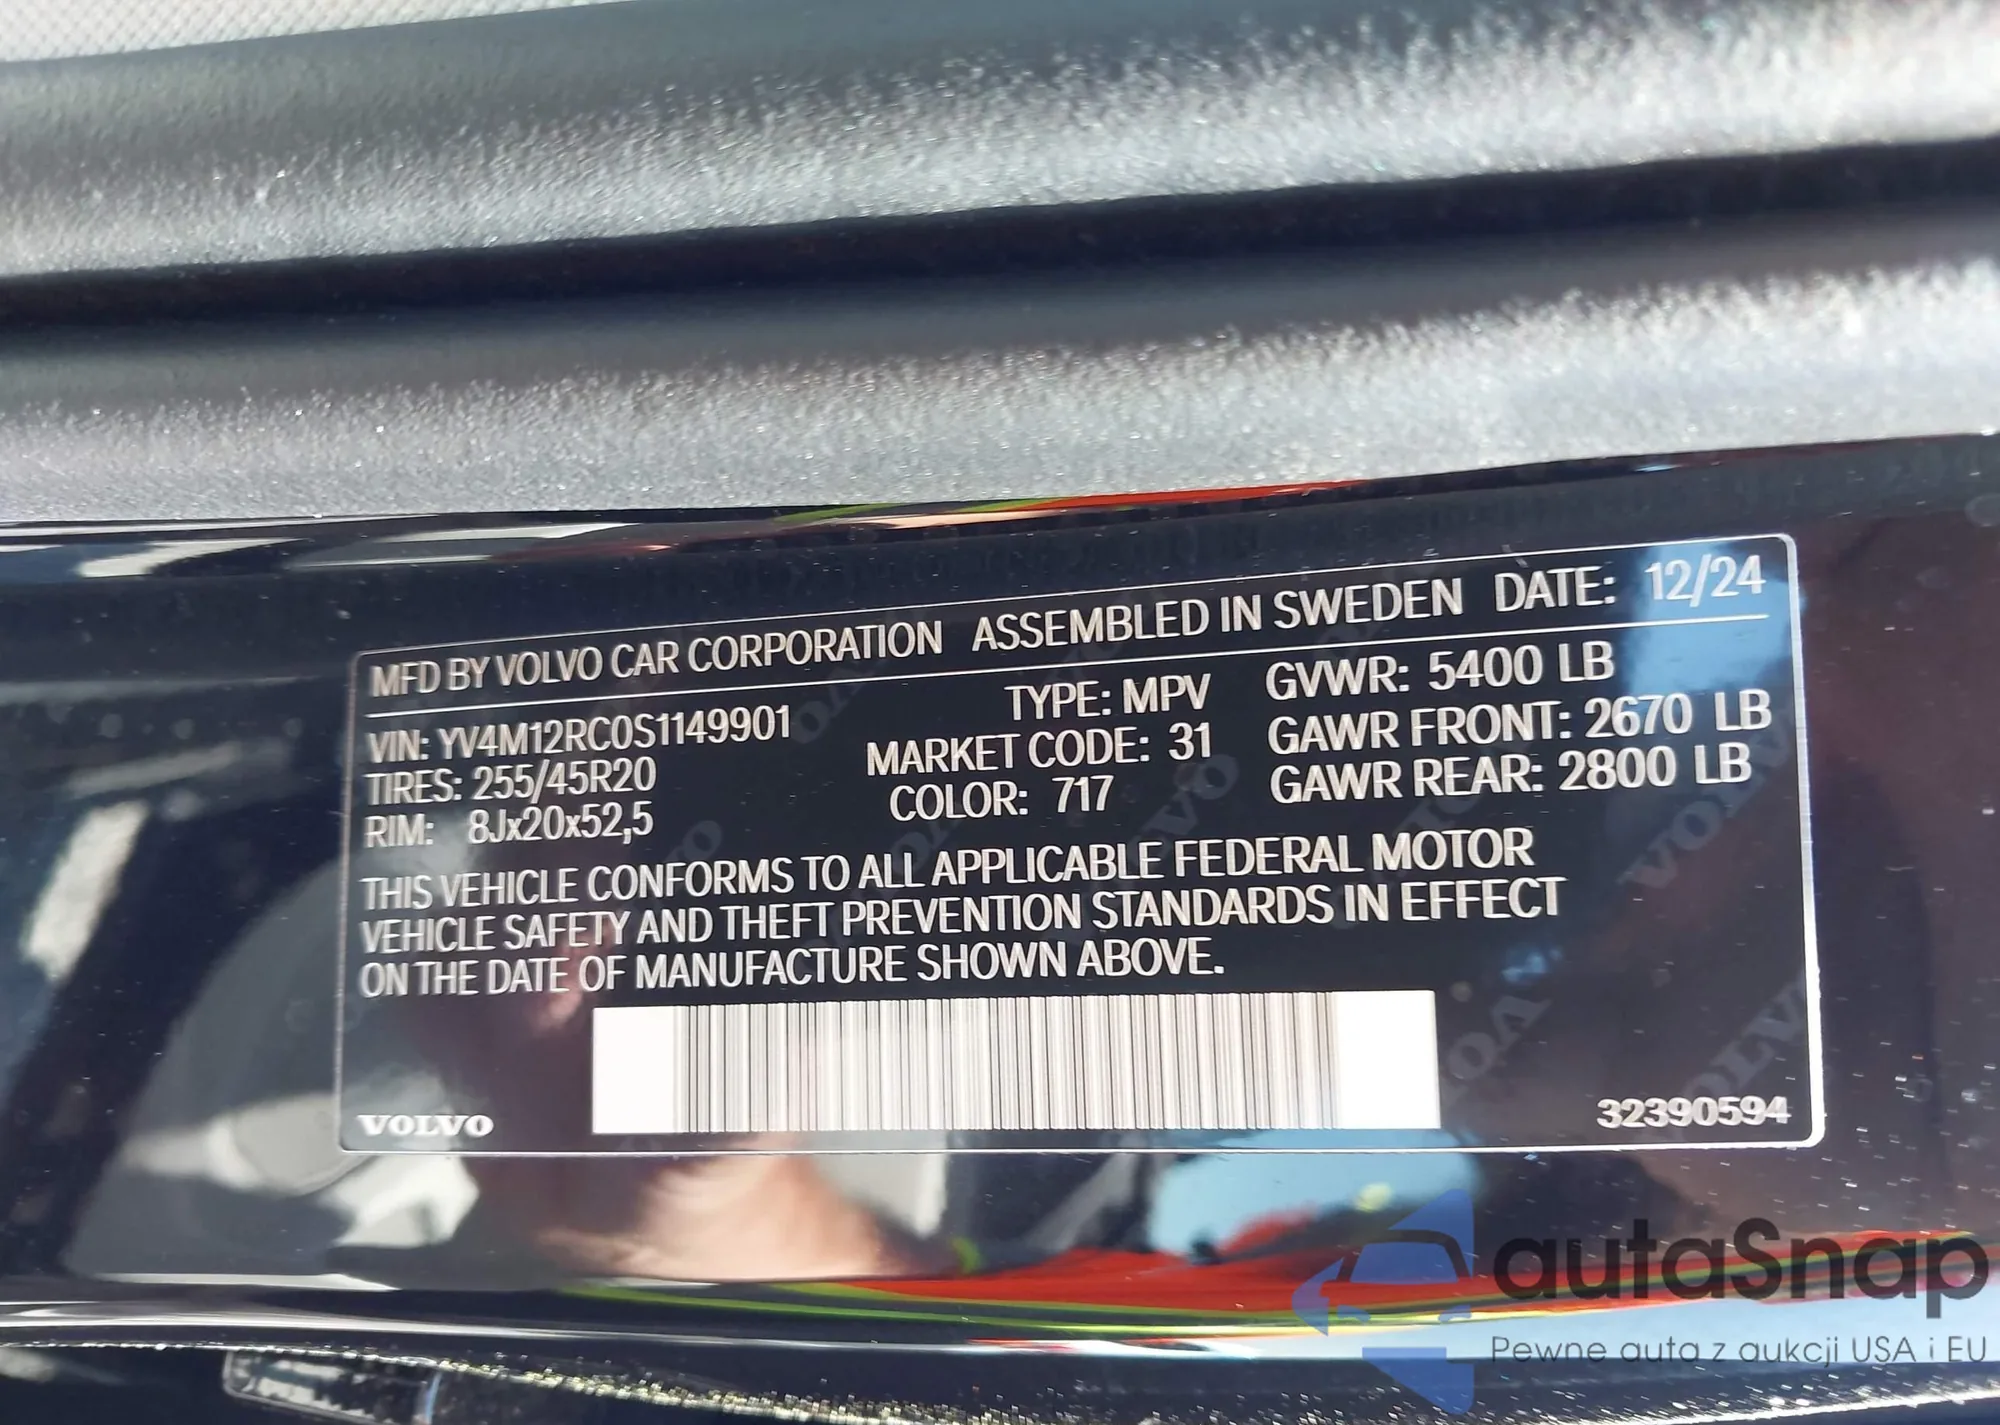 MFD BY VOLVO CAR CORPORATION ASSEMBLED IN SWEDEN DATE: 12/24
VIN: YV4M12RC0S1149901 TYPE: MPV GVWR: 5400 LB
TIRES: 255/45R20 MARKET CODE: 31 GAWR FRONT: 2670 LB
RIM: 8Jx20x52,5 COLOR: 717 GAWR REAR: 2800 LB
THIS VEHICLE CONFORMS TO ALL APPLICABLE FEDERAL MOTOR
VEHICLE SAFETY AND THEFT PREVENTION STANDARDS IN EFFECT
ON THE DATE OF MANUFACTURE SHOWN ABOVE.
VOLVO 32390594
autaSnap
Pewne auta z aukcji USA i EU